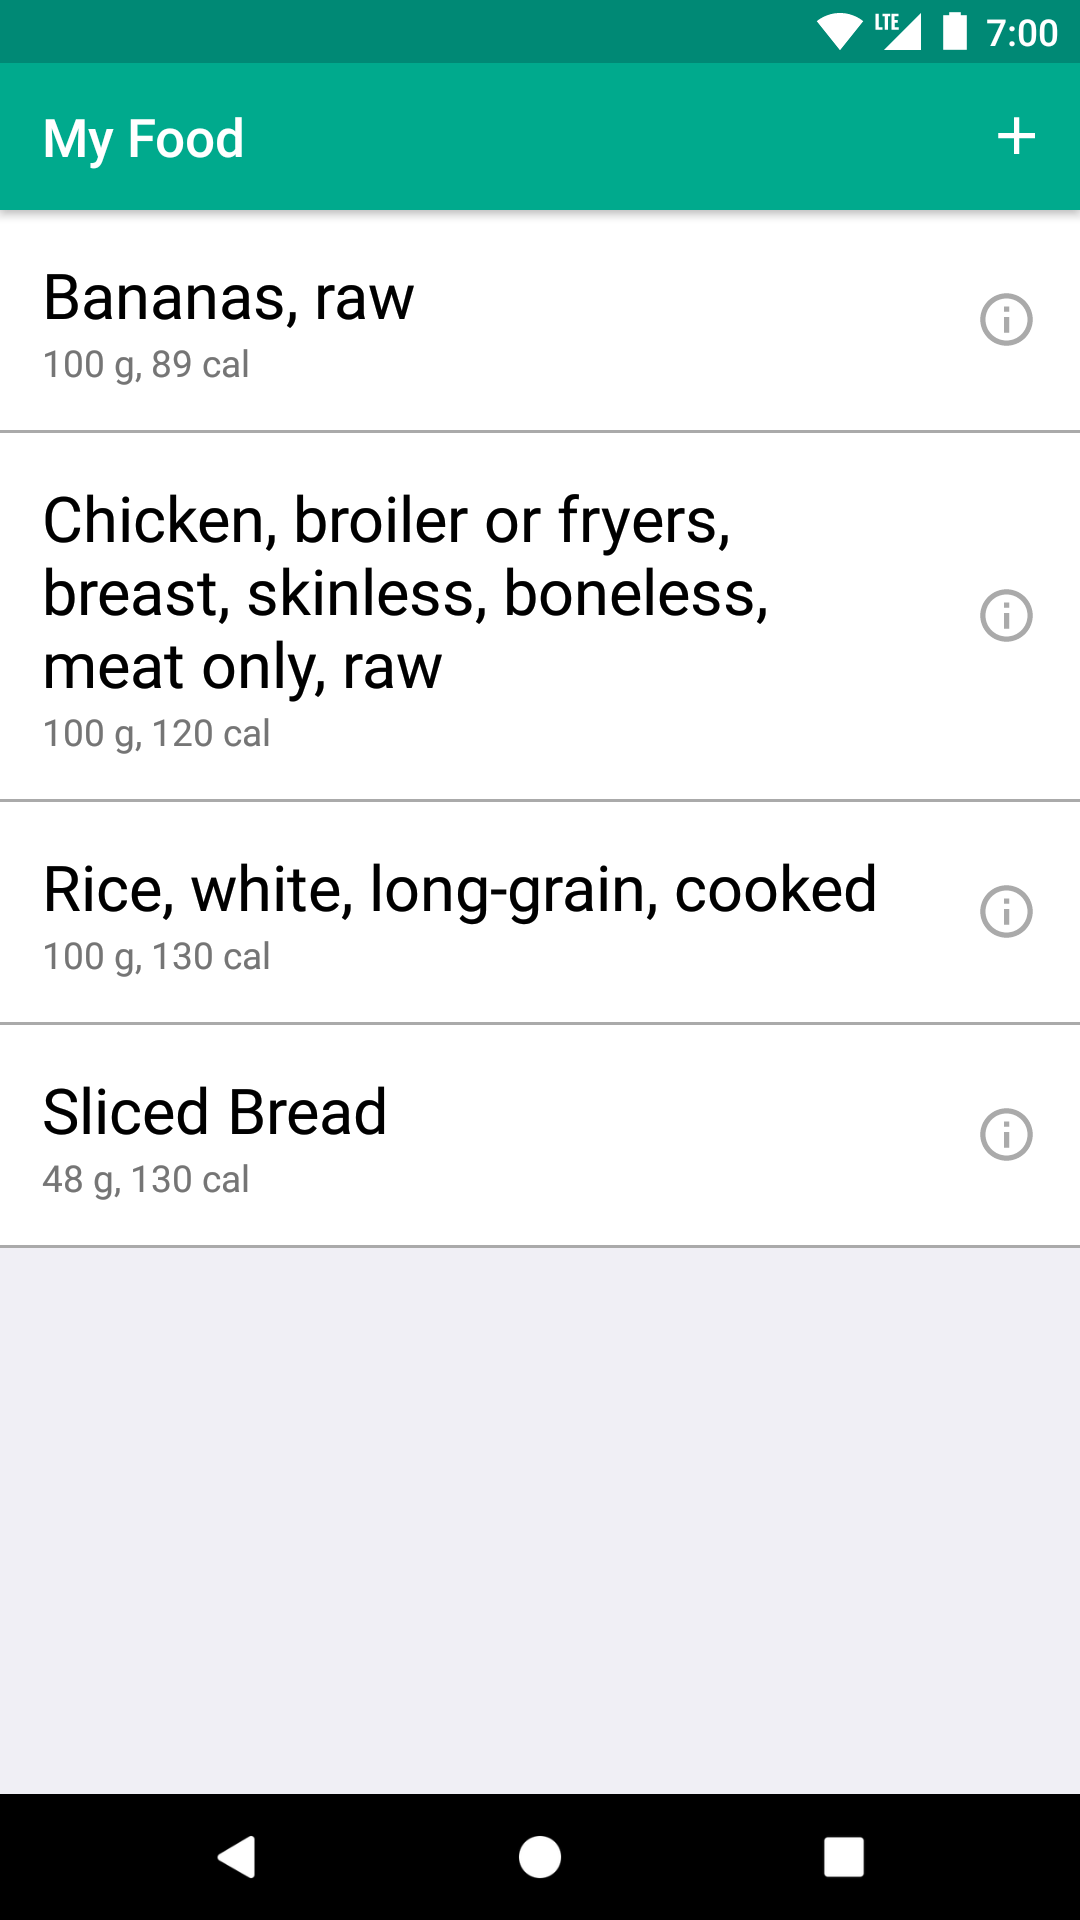 LTE 7:00
My Food
Bananas, raw
100 g, 89 cal
Chicken, broiler or fryers,
breast, skinless, boneless,
meat only, raw
100 g, 120 cal
Rice, white, long-grain, cooked
100 g, 130 cal
Sliced Bread
48 g, 130 cal